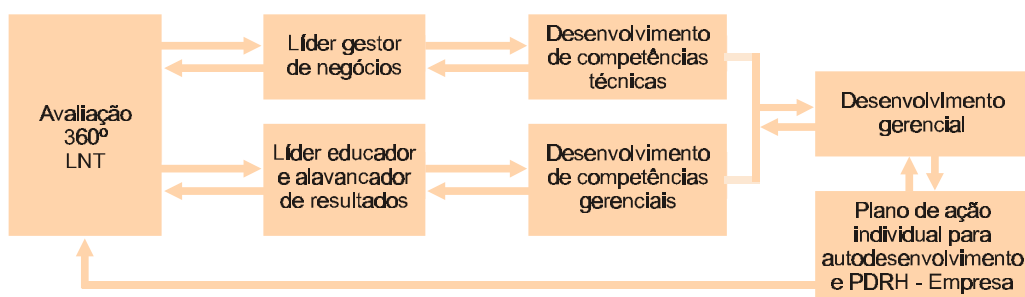 Avaliação
360º
LNT
Líder gestor
de negócios
Desenvolvimento
de competências
técnicas
Líder educador
e alavancador
de resultados
Desenvolvimento
de competências
gerenciais
DesenvolvImento
gerencial
Plano de ação
individual para
autodesenvolvimento
e PDRH - Empresa